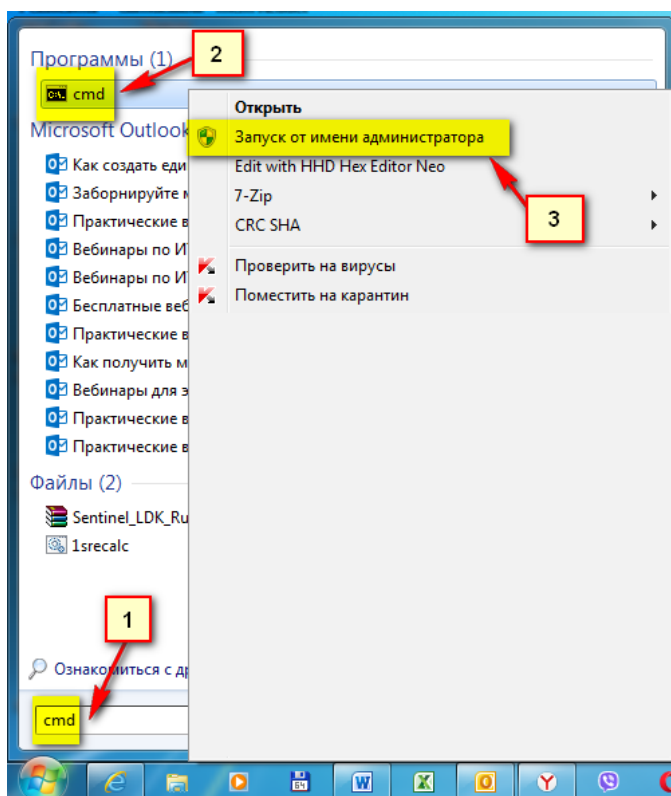 Программы (1)
2
cmd
Открыть
Microsoft Outlook
Запуск от имени администратора
Как создать еди
Edit with HHD Hex Editor Neo
Заборнируйте
7-Zip
Практические в
CRC SHA
3
Вебинары по И
Вебинары по И
Проверить на вирусы
Бесплатные веб
Поместить на карантин
Практические в
Как получить м
Вебинары для э
Практические в
Практические в
Файлы (2)
Sentinel_LDK_Ru
1srecalc
1
Ознакомиться с др
cmd
64